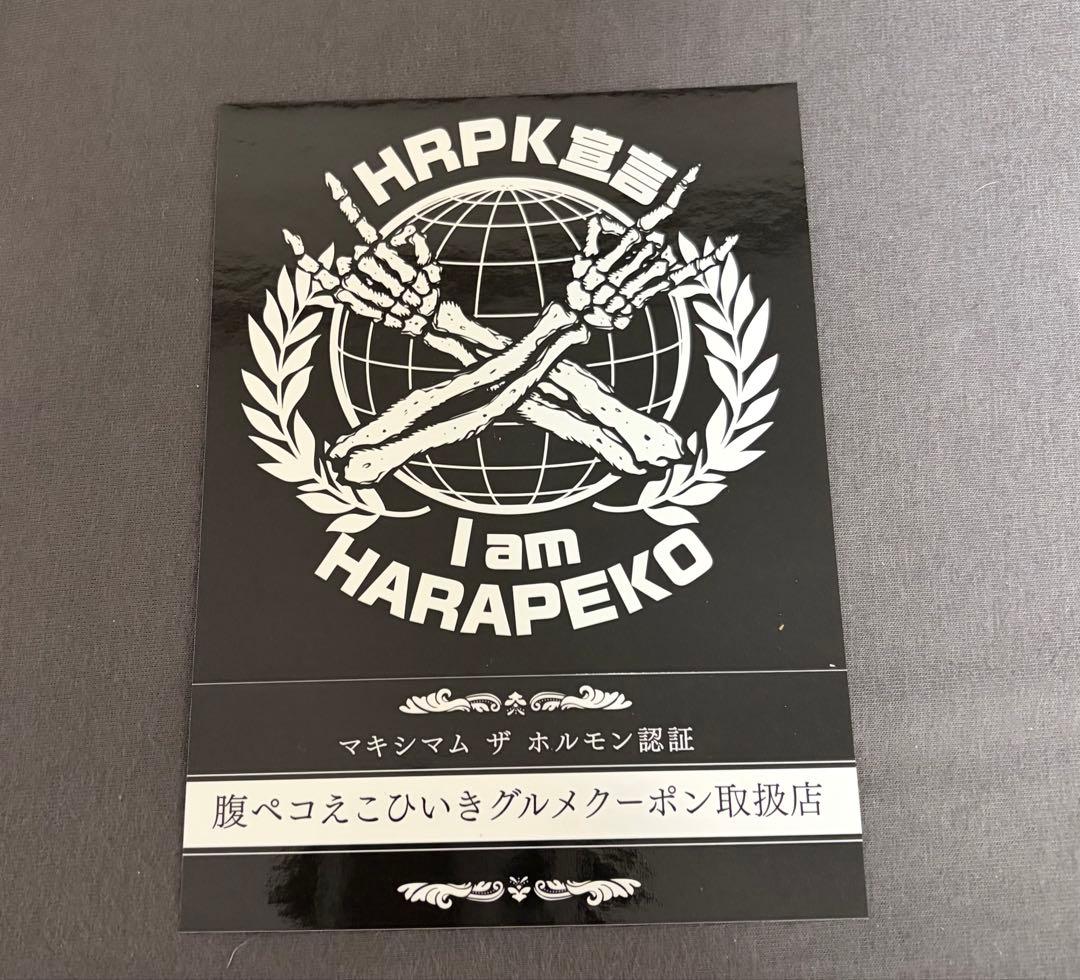 HRPK宣言
I am
HARAPEKO
マキシマム ザ ホルモン認証
腹ペコえこひいきグルメクーポン取扱店